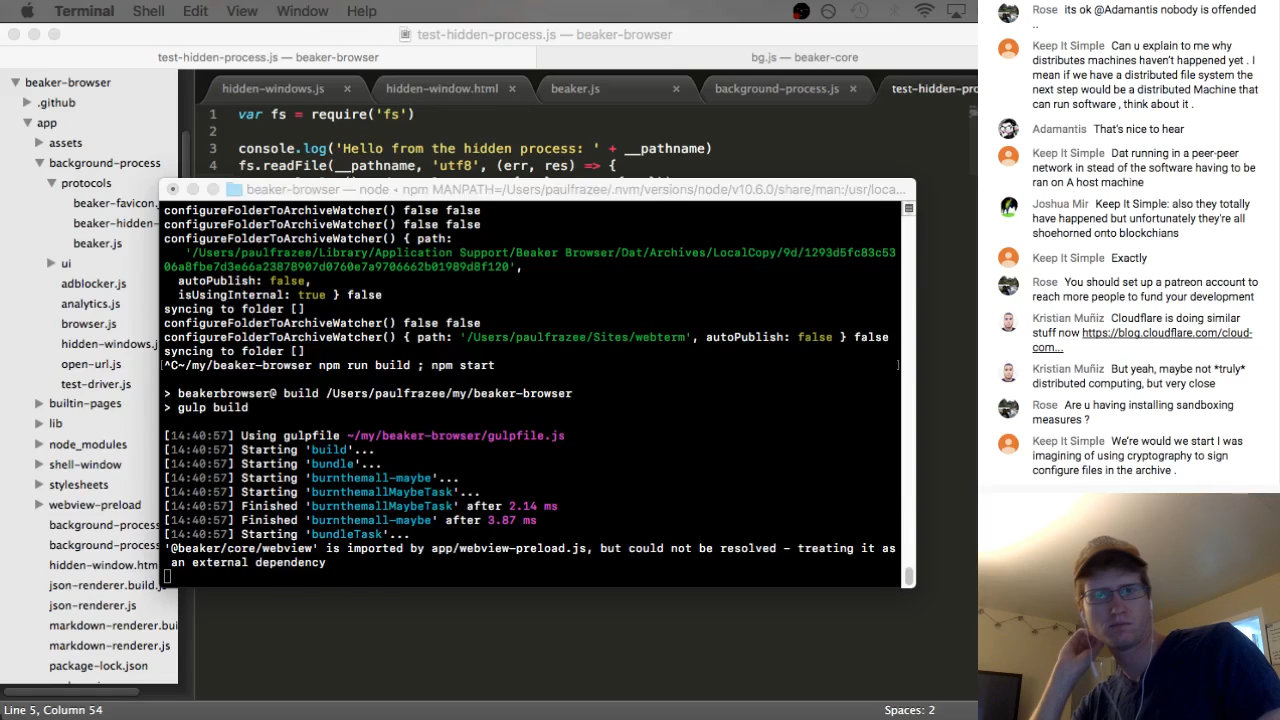 Terminal Shell Edit View Window Help
test-hidden-process.js — beaker-browser
test-hidden-process.js — beaker-browser
bg.js — beaker-core
beaker-browser
.github
app
assets
background-process
protocols
beaker-favicon.
beaker-hidden-
beaker.js
ui
adblocker.js
analytics.js
browser.js
hidden-windows.j
open-url.js
test-driver.js
builtin-pages
lib
node_modules
shell-window
stylesheets
webview-preload
background-process
background-process
hidden-window.htm
json-renderer.build.j
json-renderer.js
markdown-renderer.bui
markdown-renderer.js
package-lock.json
hidden-windows.js
hidden-window.html
beaker.js
background-process.js
test-hidden-pro
1 var fs = require('fs')
2
3 console.log('Hello from the hidden process: ' + __pathname)
4 fs.readFile(__pathname, 'utf8', (err, res) => {
beaker-browser — node ‹ npm MANPATH=/Users/paulfrazee/.nvm/versions/node/v10.6.0/share/man:/usr/loca...
configureFolderToArchiveWatcher() false false
configureFolderToArchiveWatcher() false false
configureFolderToArchiveWatcher() { path:
'/Users/paulfrazee/Library/Application Support/Beaker Browser/Dat/Archives/LocalCopy/9d/1293d5fc83c53
06a8fbe7d3e66a23878907d0760e7a9706662b01989d8f120',
autoPublish: false,
isUsingInternal: true } false
syncing to folder []
configureFolderToArchiveWatcher() false false
configureFolderToArchiveWatcher() { path: '/Users/paulfrazee/Sites/webterm', autoPublish: false } false
syncing to folder []
[^C~/my/beaker-browser npm run build ; npm start ]
> beakerbrowser@ build /Users/paulfrazee/my/beaker-browser
> gulp build
[14:40:57] Using gulpfile ~/my/beaker-browser/gulpfile.js
[14:40:57] Starting 'build'...
[14:40:57] Starting 'bundle'...
[14:40:57] Starting 'burnthemall-maybe'...
[14:40:57] Starting 'burnthemallMaybeTask'...
[14:40:57] Finished 'burnthemallMaybeTask' after 2.14 ms
[14:40:57] Finished 'burnthemall-maybe' after 3.87 ms
[14:40:57] Starting 'bundleTask'...
'@beaker/core/webview' is imported by app/webview-preload.js, but could not be resolved – treating it as
an external dependency
Line 5, Column 54
Spaces: 2
Rose its ok @Adamantis nobody is offended
..
Keep It Simple Can u explain to me why
distributes machines haven't happened yet . I
mean if we have a distributed file system the
next step would be a distributed Machine that
can run software , think about it .
Adamantis That's nice to hear
Keep It Simple Dat running in a peer-peer
network in stead of the software having to be
ran on A host machine
Joshua Mir Keep It Simple: also they totally
have happened but unfortunately they're all
shoehorned onto blockchians
Keep It Simple Exactly
Rose You should set up a patreon account to
reach more people to fund your development
Kristian Muñiz Cloudflare is doing similar
stuff now https://blog.cloudflare.com/cloud-
com...
Kristian Muñiz But yeah, maybe not *truly*
distributed computing, but very close
Rose Are u having installing sandboxing
measures ?
Keep It Simple We're would we start I was
imagining of using cryptography to sign
configure files in the archive .